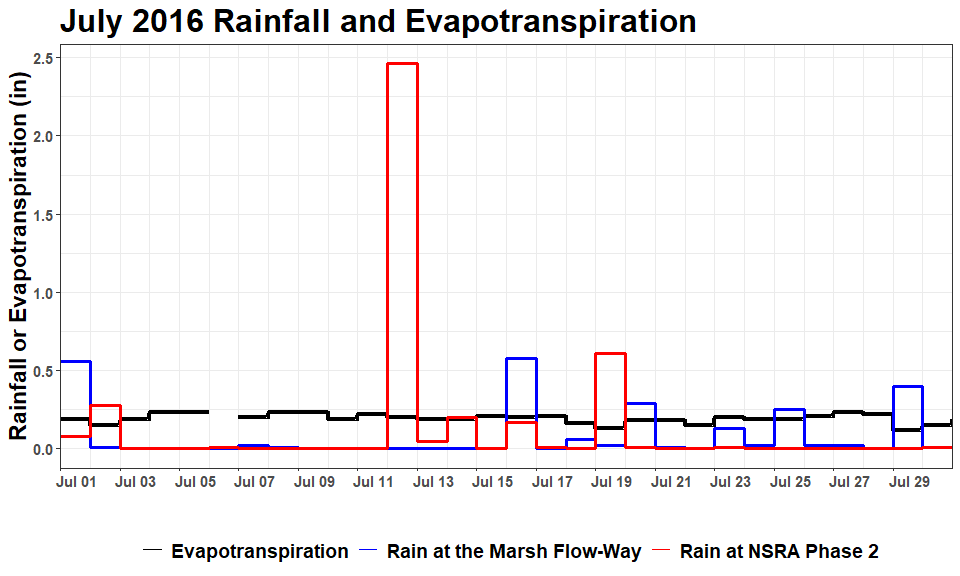 July 2016 Rainfall and Evapotranspiration
Rainfall or Evapotranspiration (in)
2.5
2.0
1.5
1.0
0.5
0.0
Jul 01 Jul 03 Jul 05 Jul 07 Jul 09 Jul 11 Jul 13 Jul 15 Jul 17 Jul 19 Jul 21 Jul 23 Jul 25 Jul 27 Jul 29
Evapotranspiration Rain at the Marsh Flow-Way Rain at NSRA Phase 2